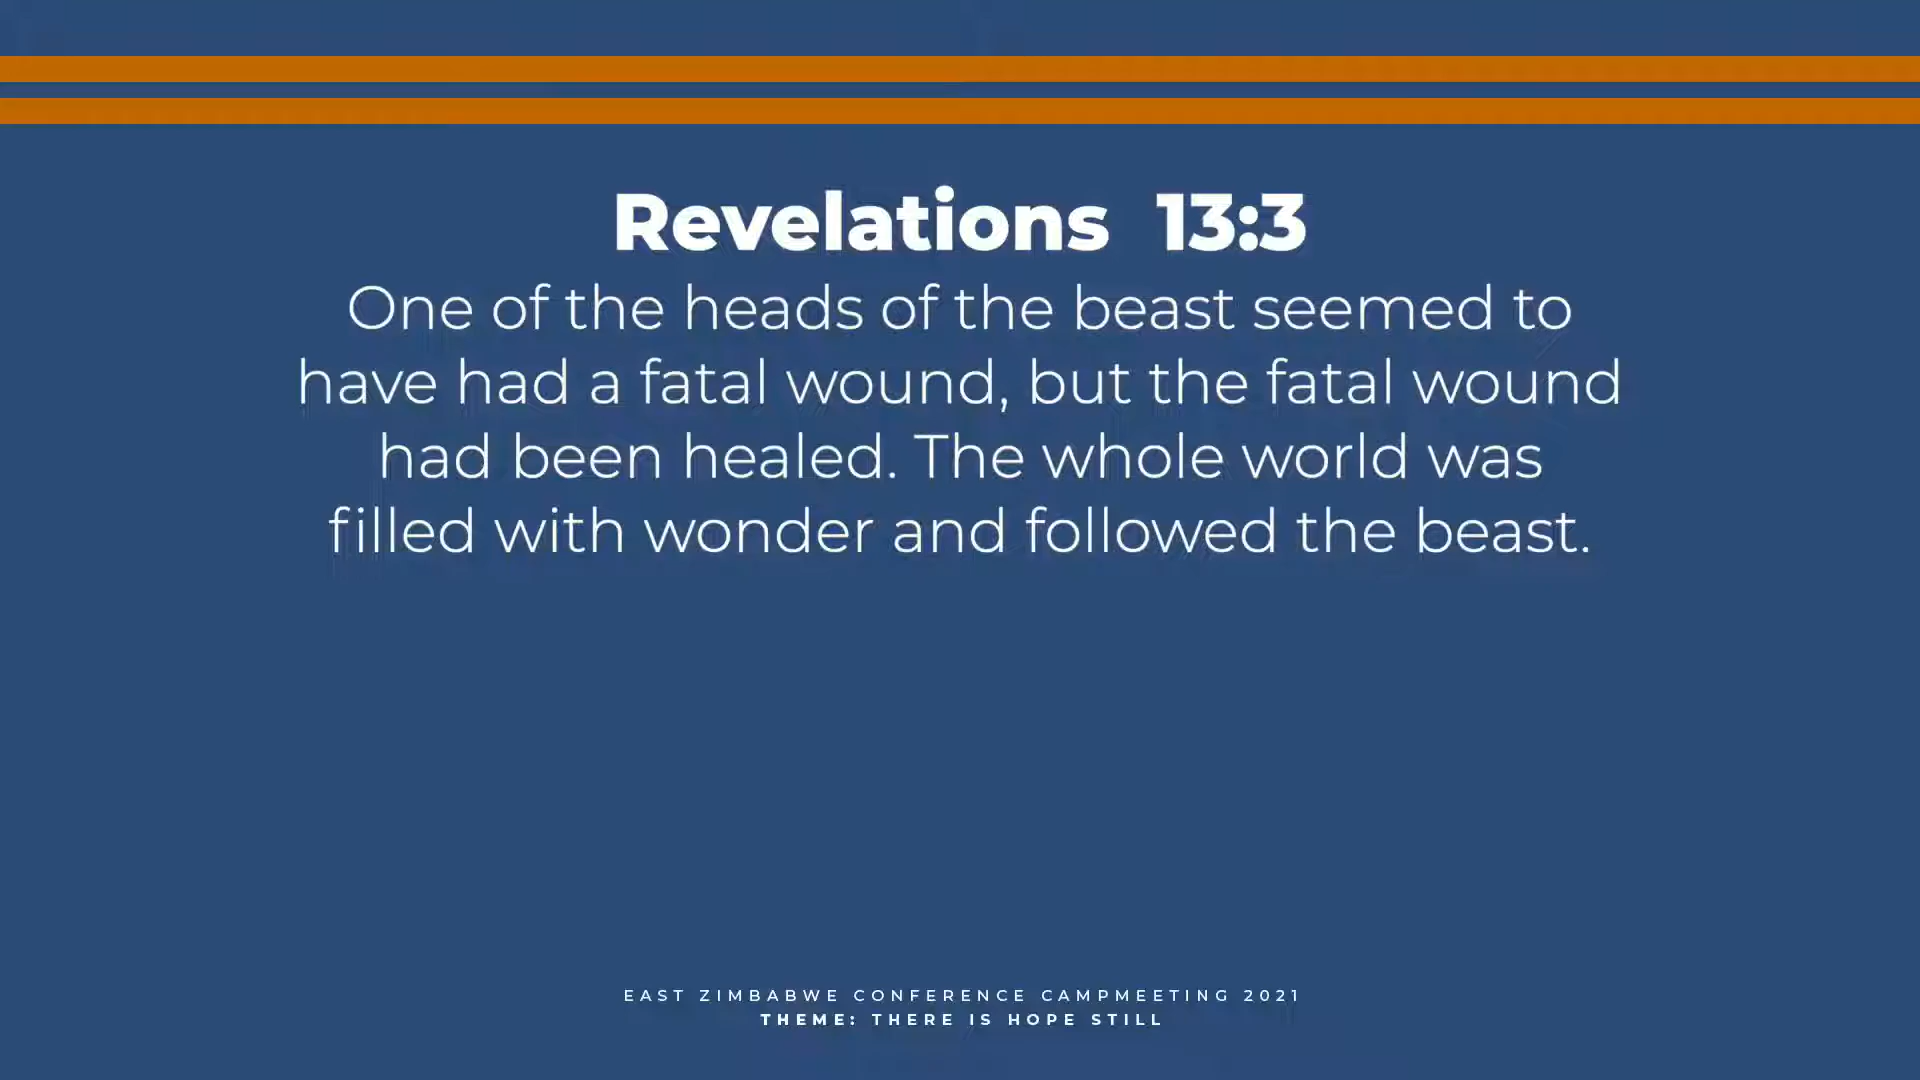 Revelations 13:3
One of the heads of the beast seemed to
have had a fatal wound, but the fatal wound
had been healed. The whole world was
filled with wonder and followed the beast.
EAST ZIMBABWE CONFERENCE CAMPMEETING 2021
THEME: THERE IS HOPE STILL